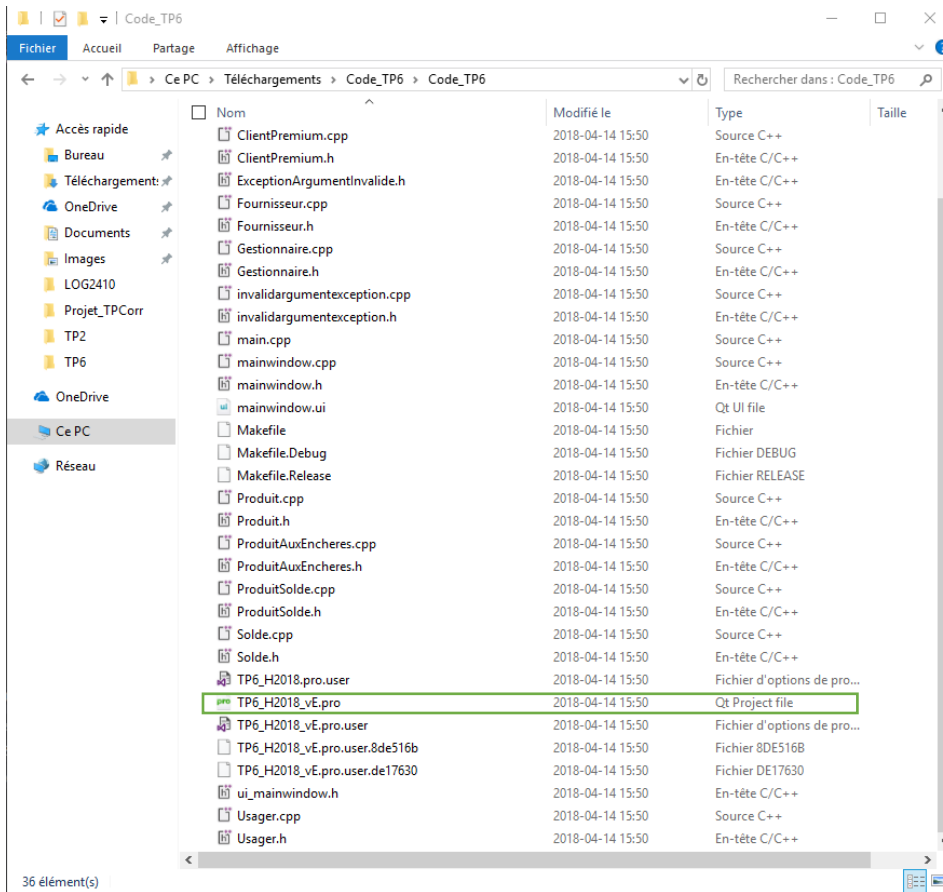 Code_TP6
Fichier Accueil Partage Affichage
Ce PC > Téléchargements > Code_TP6 > Code_TP6
Rechercher dans : Code_TP6
Nom Modifié le Type Taille
Accès rapide
Bureau
Téléchargement:
OneDrive
Documents
Images
LOG2410
Projet_TPCorr
TP2
TP6
OneDrive
Ce PC
Réseau
ClientPremium.cpp 2018-04-14 15:50 Source C++
ClientPremium.h 2018-04-14 15:50 En-tête C/C++
ExceptionArgumentInvalide.h 2018-04-14 15:50 En-tête C/C++
Fournisseur.cpp 2018-04-14 15:50 Source C++
Fournisseur.h 2018-04-14 15:50 En-tête C/C++
Gestionnaire.cpp 2018-04-14 15:50 Source C++
Gestionnaire.h 2018-04-14 15:50 En-tête C/C++
invalidargumentexception.cpp 2018-04-14 15:50 Source C++
invalidargumentexception.h 2018-04-14 15:50 En-tête C/C++
main.cpp 2018-04-14 15:50 Source C++
mainwindow.cpp 2018-04-14 15:50 Source C++
mainwindow.h 2018-04-14 15:50 En-tête C/C++
mainwindow.ui 2018-04-14 15:50 Qt UI file
Makefile 2018-04-14 15:50 Fichier
Makefile.Debug 2018-04-14 15:50 Fichier DEBUG
Makefile.Release 2018-04-14 15:50 Fichier RELEASE
Produit.cpp 2018-04-14 15:50 Source C++
Produit.h 2018-04-14 15:50 En-tête C/C++
ProduitAuxEncheres.cpp 2018-04-14 15:50 Source C++
ProduitAuxEncheres.h 2018-04-14 15:50 En-tête C/C++
ProduitSolde.cpp 2018-04-14 15:50 Source C++
ProduitSolde.h 2018-04-14 15:50 En-tête C/C++
Solde.cpp 2018-04-14 15:50 Source C++
Solde.h 2018-04-14 15:50 En-tête C/C++
TP6_H2018.pro.user 2018-04-14 15:50 Fichier d'options de pro...
TP6_H2018_vE.pro 2018-04-14 15:50 Qt Project file
TP6_H2018_vE.pro.user 2018-04-14 15:50 Fichier d'options de pro...
TP6_H2018_vE.pro.user.8de516b 2018-04-14 15:50 Fichier 8DE516B
TP6_H2018_vE.pro.user.de17630 2018-04-14 15:50 Fichier DE17630
ui_mainwindow.h 2018-04-14 15:50 En-tête C/C++
Usager.cpp 2018-04-14 15:50 Source C++
Usager.h 2018-04-14 15:50 En-tête C/C++
36 élément(s)